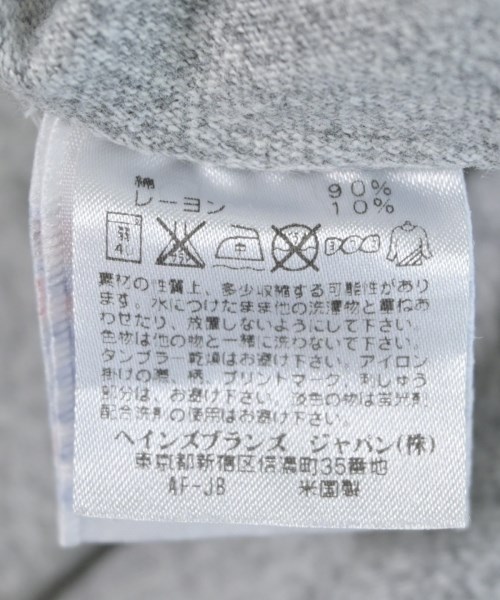 綿 90%
レーヨン 10%
素材の性質上、多少収縮する可能性があり
ます。水につけたまま他の洗濯物と重ねあ
わせたり、放置しないようにして下さい。
色物は他の物と一緒に洗わないで下さい。
タンブラー乾燥はお避け下さい。アイロン
掛けの際、柄、プリントマーク、刺しゅう
部分は、お避け下さい。淡色の物は蛍光剤
配合洗剤の使用はお避け下さい。
ヘインズブランズ ジャパン(株)
東京都新宿区信濃町35番地
AF-JB 米国製